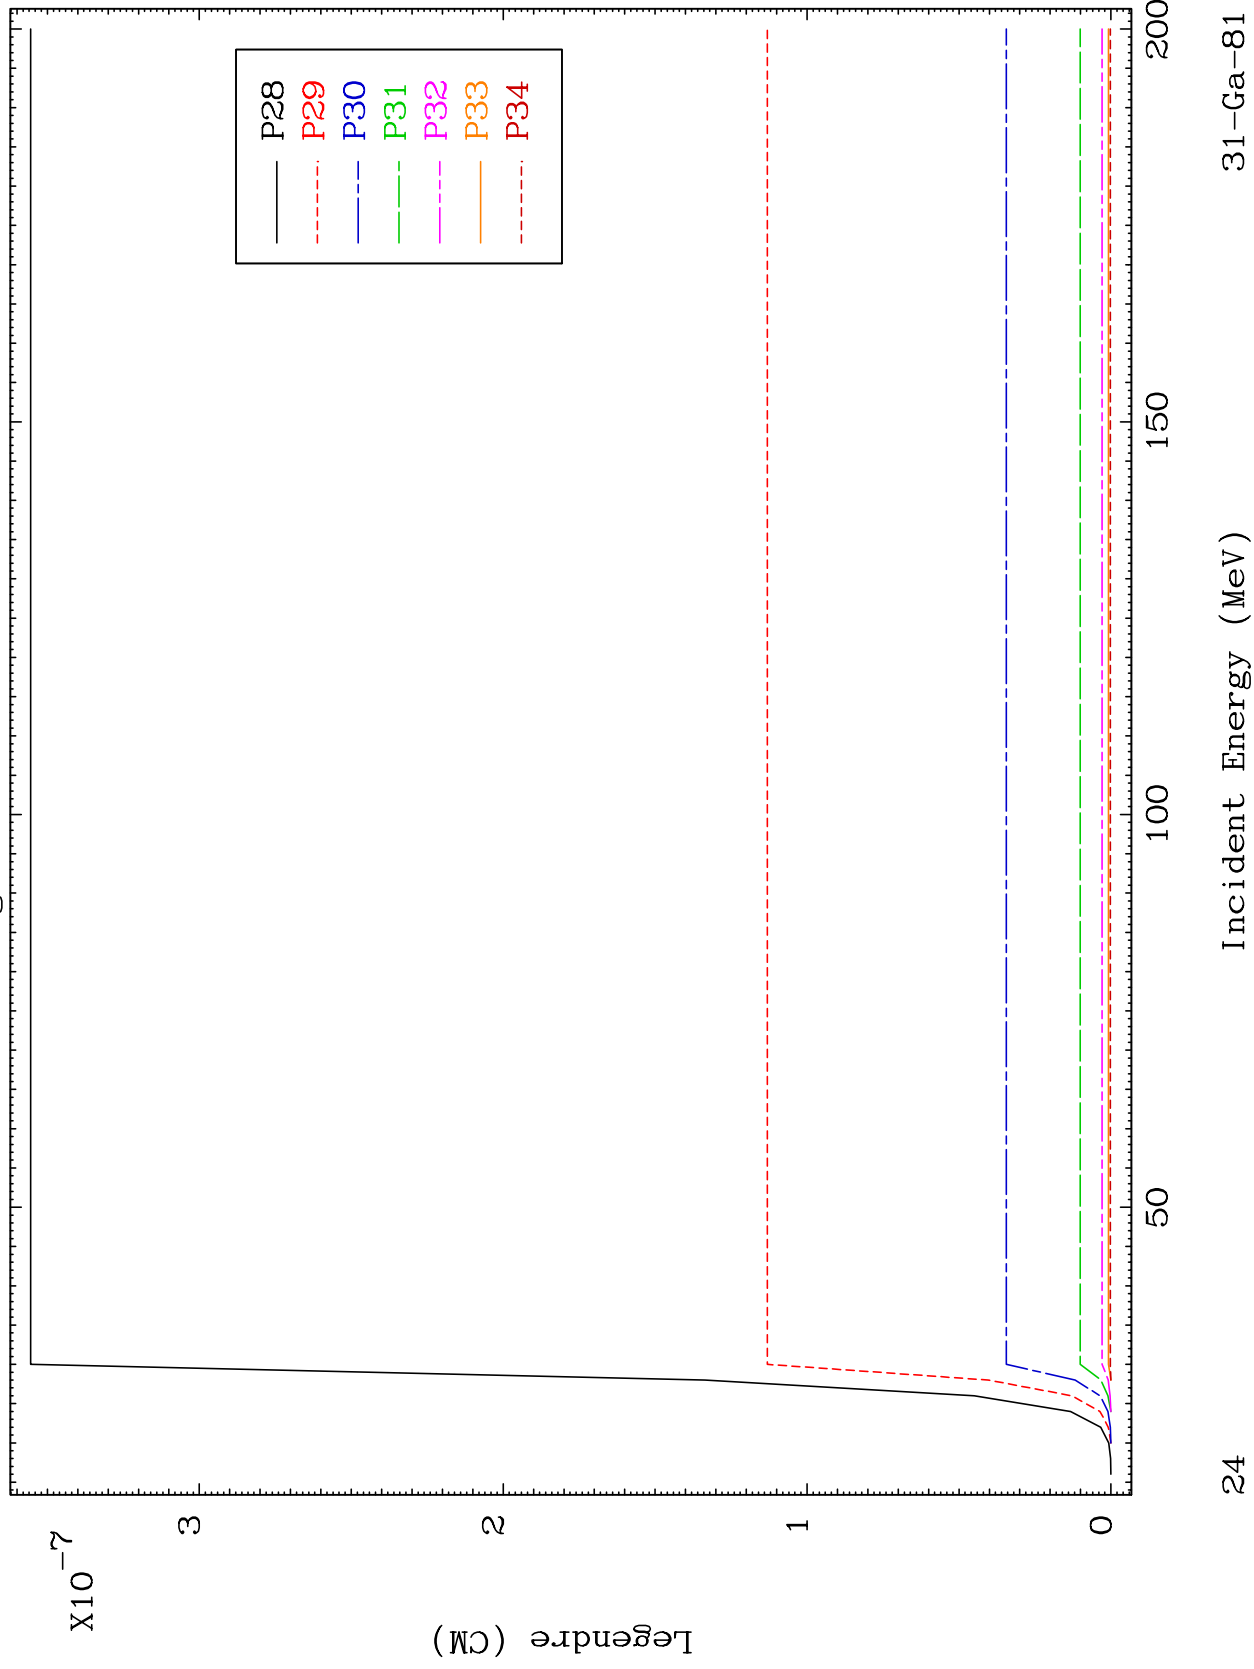 X10⁻⁷
Legendre (CM)
3
2
1
0
P28
P29
P30
P31
P32
P33
P34
50
100
150
200
Incident Energy (MeV)
24
31-Ga-81